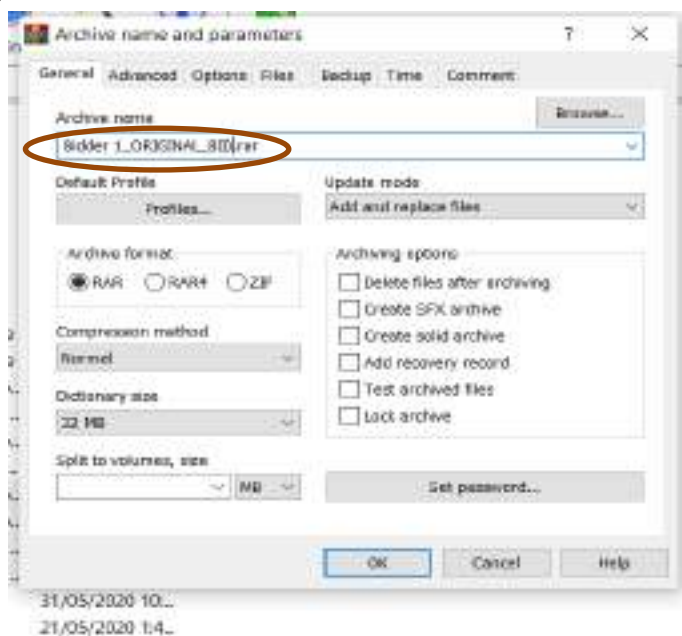 Archive name and parameters ? ×
General Advanced Options Files Backup Time Comment
Archive name Browse...
Bidder 1_ORIGINAL_BID.rar
Default Profile Update mode
Profiles... Add and replace files
Archive format Archiving options
RAR RAR4 ZIP Delete files after archiving
Create SFX archive
Compression method Create solid archive
Normal Add recovery record
Dictionary size Test archived files
32 MB Lock archive
Split to volumes, size
MB Set password...
OK Cancel Help
31/05/2020 10:...
21/05/2020 1:4...